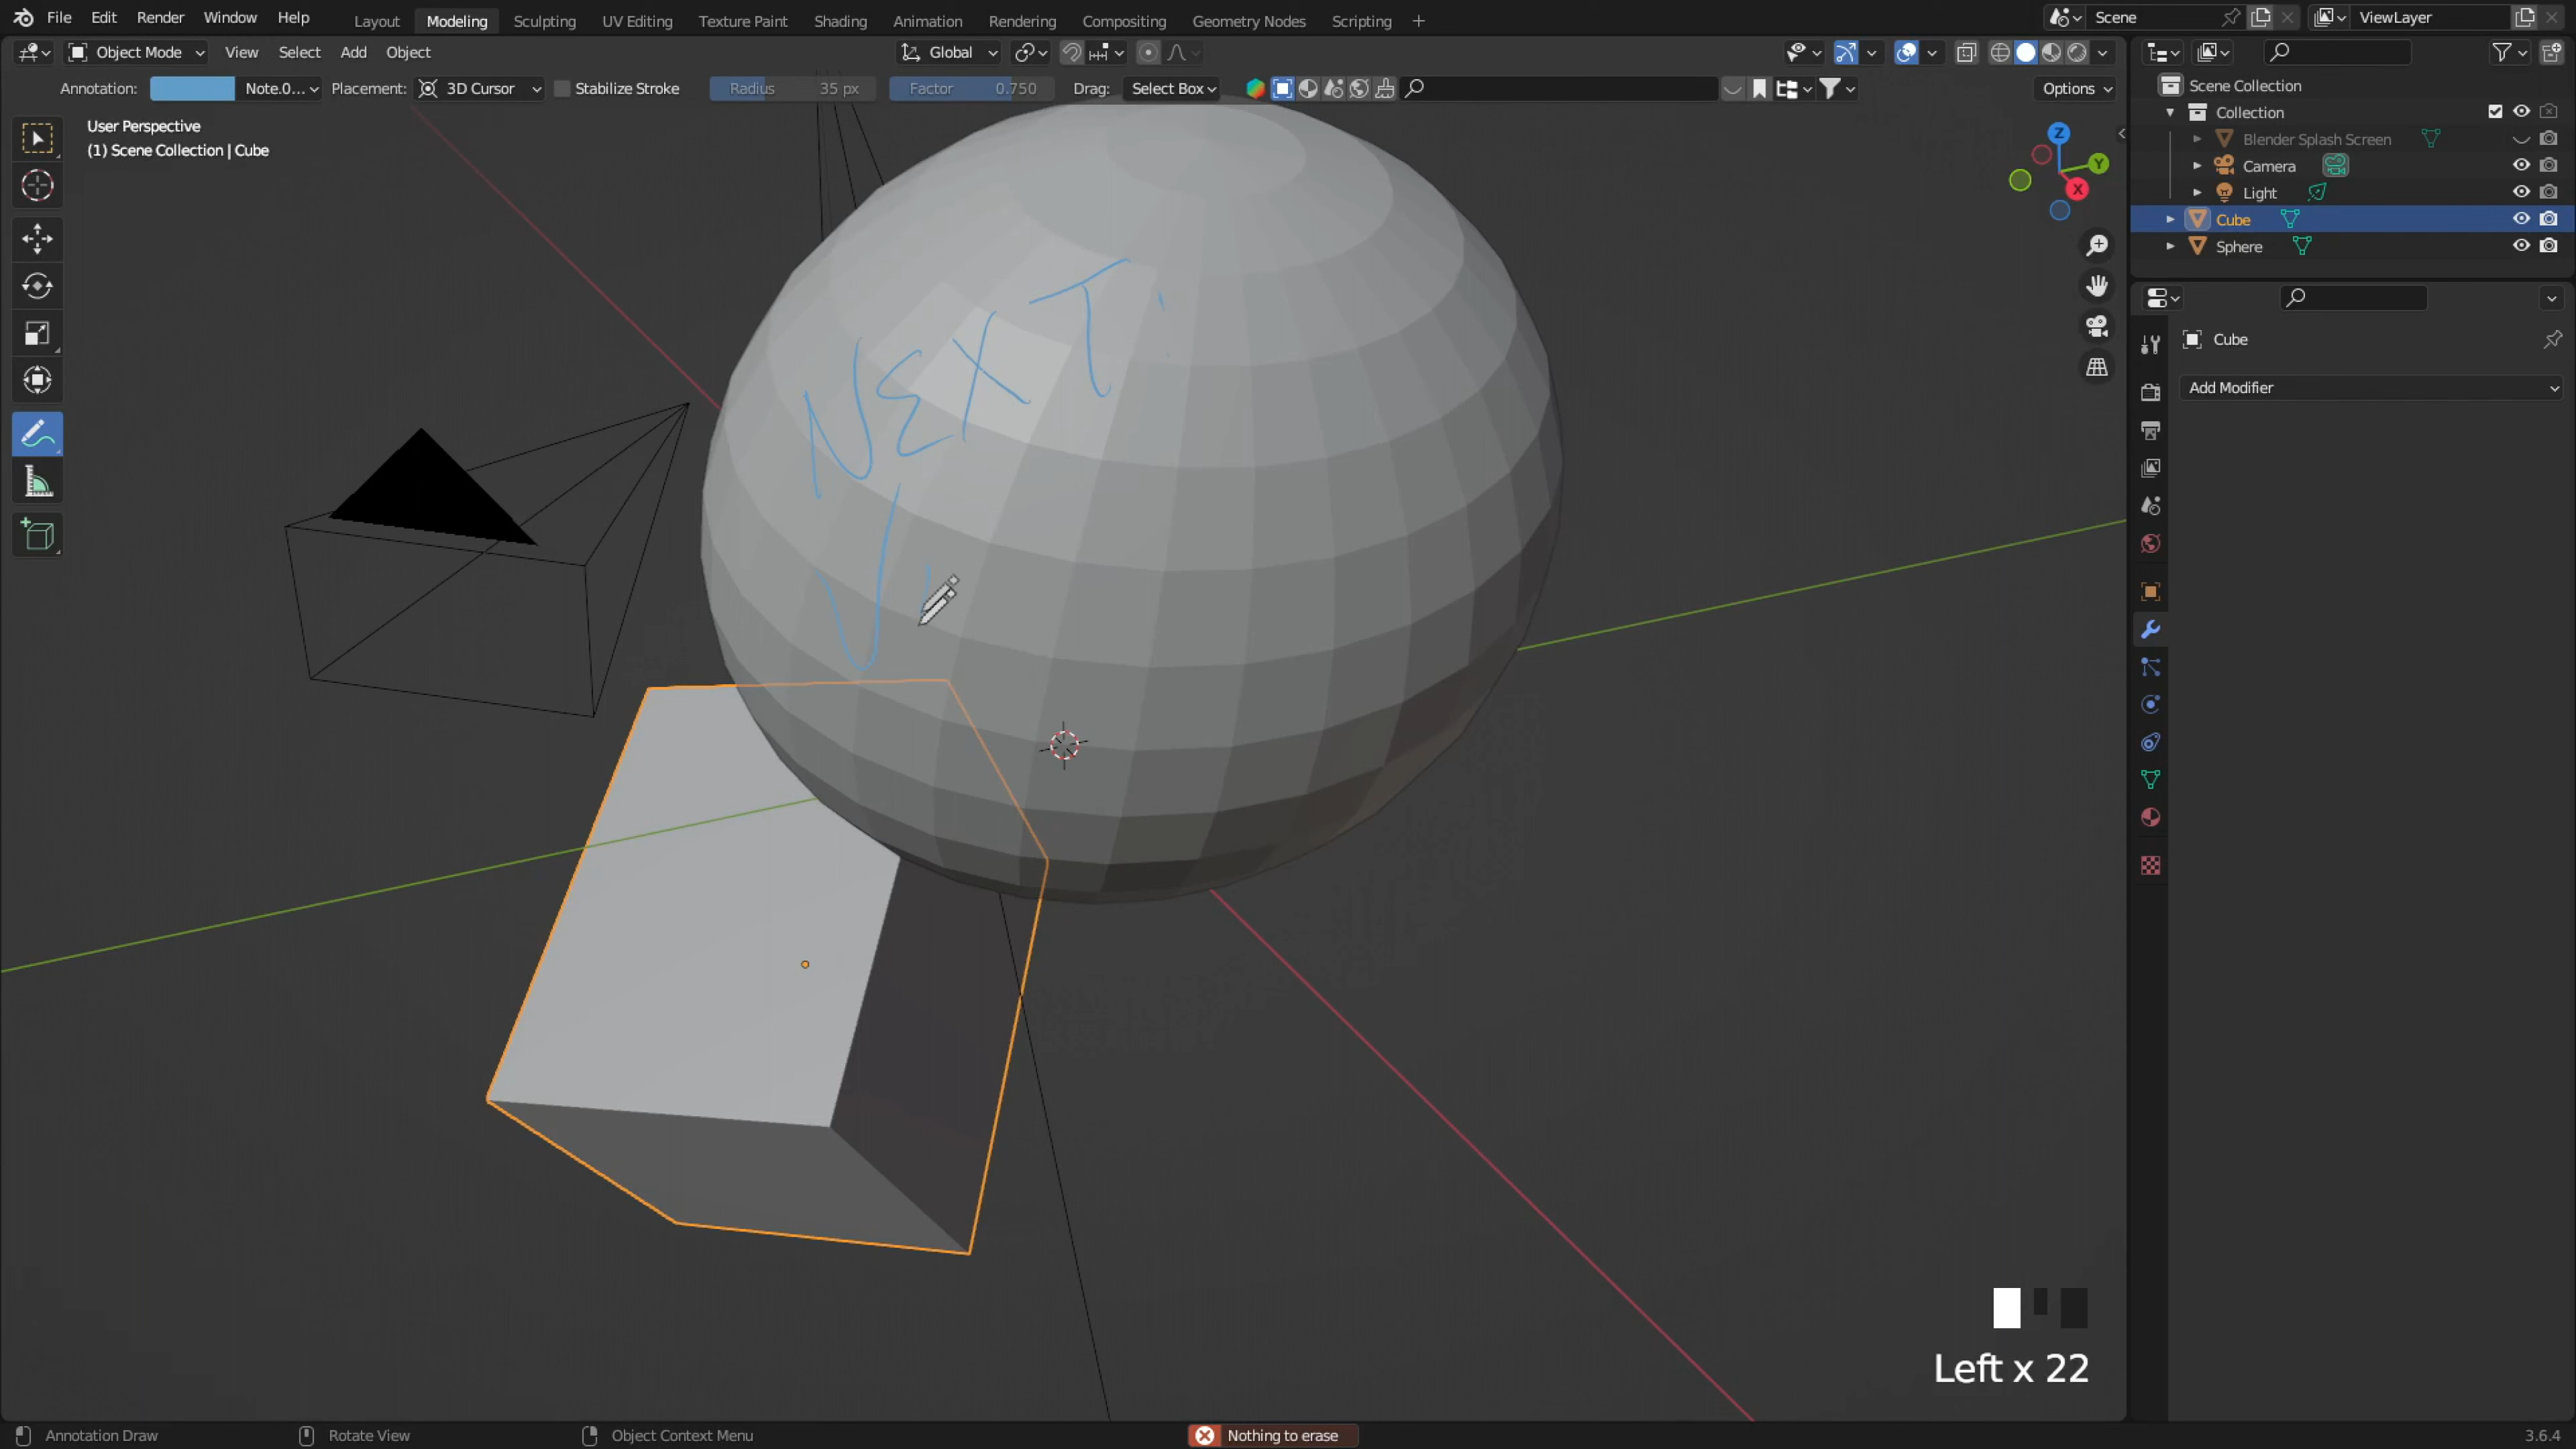 File Edit Render Window Help Layout Modeling Sculpting UV Editing Texture Paint Shading Animation Rendering Compositing Geometry Nodes Scripting + Scene ViewLayer
Object Mode View Select Add Object Global
Annotation: Note.0... Placement: 3D Cursor Stabilize Stroke Radius 35 px Factor 0.750 Drag: Select Box Options
User Perspective
(1) Scene Collection | Cube
Z
Y
X
NEXT
Scene Collection
Collection
Blender Splash Screen
Camera
Light
Cube
Sphere
Cube
Add Modifier
Left x 22
Annotation Draw Rotate View Object Context Menu Nothing to erase 3.6.4